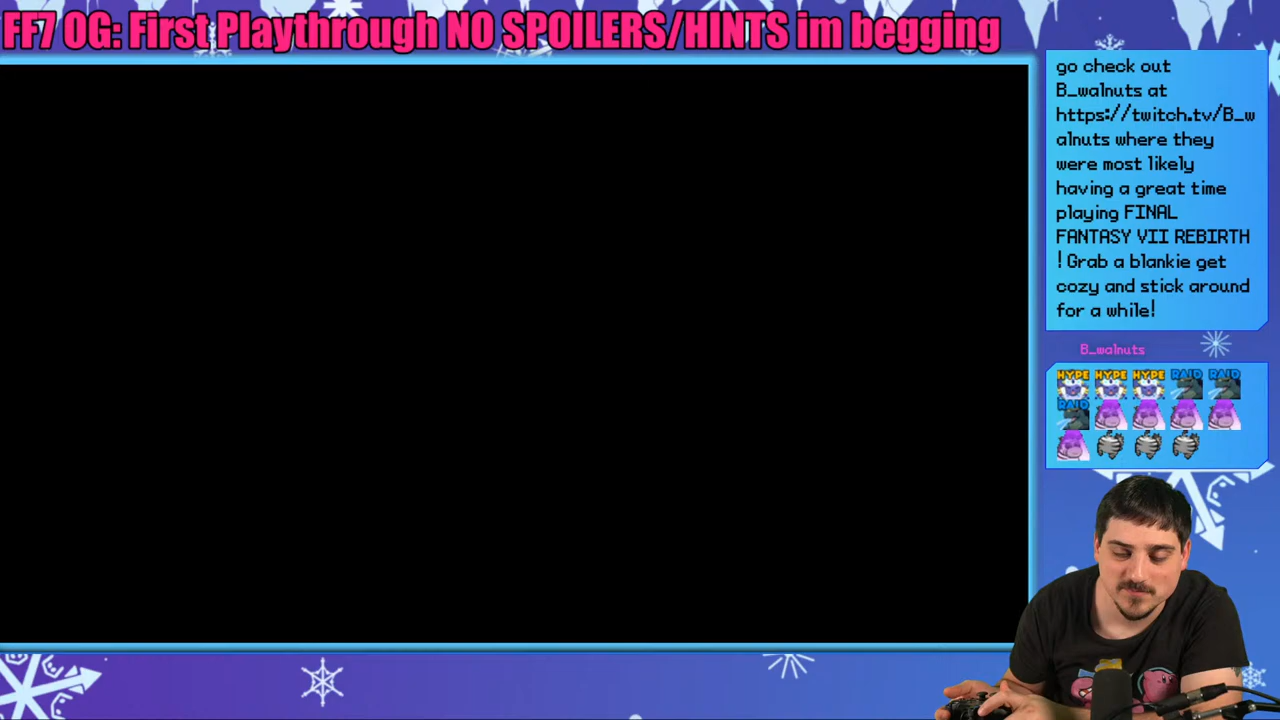 FF7 OG: First Playthrough NO SPOILERS/HINTS im begging
go check out
B_walnuts at
https://twitch.tv/B_w
alnuts where they
were most likely
having a great time
playing FINAL
FANTASY VII REBIRTH
! Grab a blankie get
cozy and stick around
for a while!
B_walnuts
HYPE HYPE HYPE RAID RAID
RAID